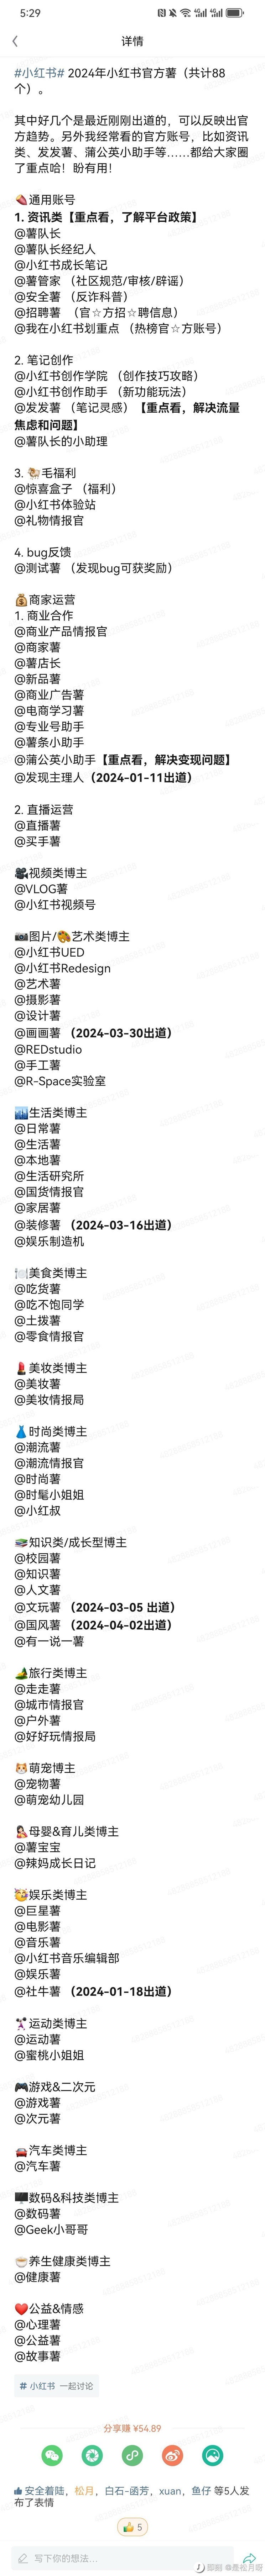 5:29
详情
#小红书# 2024年小红书官方薯（共计88
个）。
其中好几个是最近刚刚出道的，可以反映出官
方趋势。另外我经常看的官方账号，比如资讯
类、发发薯、蒲公英小助手等……都给大家圈
了重点哈！盼有用！
🍠通用账号
1. 资讯类【重点看，了解平台政策】
@薯队长
@薯队长经纪人
@小红书成长笔记
@薯管家 （社区规范/审核/辟谣）
@安全薯 （反诈科普）
@招聘薯 （官☆方招☆聘信息）
@我在小红书划重点 （热榜官☆方账号）
2. 笔记创作
@小红书创作学院 （创作技巧攻略）
@小红书创作助手 （新功能玩法）
@发发薯 （笔记灵感）【重点看，解决流量
焦虑和问题】
@薯队长的小助理
3. 🐏毛福利
@惊喜盒子 （福利）
@小红书体验站
@礼物情报官
4. bug反馈
@测试薯 （发现bug可获奖励）
💰商家运营
1. 商业合作
@商业产品情报官
@商家薯
@薯店长
@新品薯
@商业广告薯
@电商学习薯
@专业号助手
@薯条小助手
@蒲公英小助手【重点看，解决变现问题】
@发现主理人（2024-01-11出道）
2. 直播运营
@直播薯
@买手薯
🎥视频类博主
@VLOG薯
@小红书视频号
📷图片/🎨艺术类博主
@小红书UED
@小红书Redesign
@艺术薯
@摄影薯
@设计薯
@画画薯 （2024-03-30出道）
@REDstudio
@手工薯
@R-Space实验室
🏙️生活类博主
@日常薯
@生活薯
@本地薯
@生活研究所
@国货情报官
@家居薯
@装修薯 （2024-03-16出道）
@娱乐制造机
🍽️美食类博主
@吃货薯
@吃不饱同学
@土拨薯
@零食情报官
💄美妆类博主
@美妆薯
@美妆情报局
👗时尚类博主
@潮流薯
@潮流情报官
@时尚薯
@时髦小姐姐
@小红叔
📚知识类/成长型博主
@校园薯
@知识薯
@人文薯
@文玩薯 （2024-03-05 出道）
@国风薯 （2024-04-02出道）
@有一说一薯
🏕️旅行类博主
@走走薯
@城市情报官
@户外薯
@好好玩情报局
🐱萌宠博主
@宠物薯
@萌宠幼儿园
👩‍🍼母婴&育儿类博主
@薯宝宝
@辣妈成长日记
🥳娱乐类博主
@巨星薯
@电影薯
@音乐薯
@小红书音乐编辑部
@娱乐薯
@社牛薯 （2024-01-18出道）
🏋️运动类博主
@运动薯
@蜜桃小姐姐
🎮游戏&二次元
@游戏薯
@次元薯
🚘汽车类博主
@汽车薯
🖥️数码&科技类博主
@数码薯
@Geek小哥哥
🍵养生健康类博主
@健康薯
❤️公益&情感
@心理薯
@公益薯
@故事薯
# 小红书 一起讨论
分享赚 ¥54.89
安全着陆，松月，白石-函芳，xuan，鱼仔 等5人发
布了表情
👍 5
写下你的想法…
即刻 @是松月呀